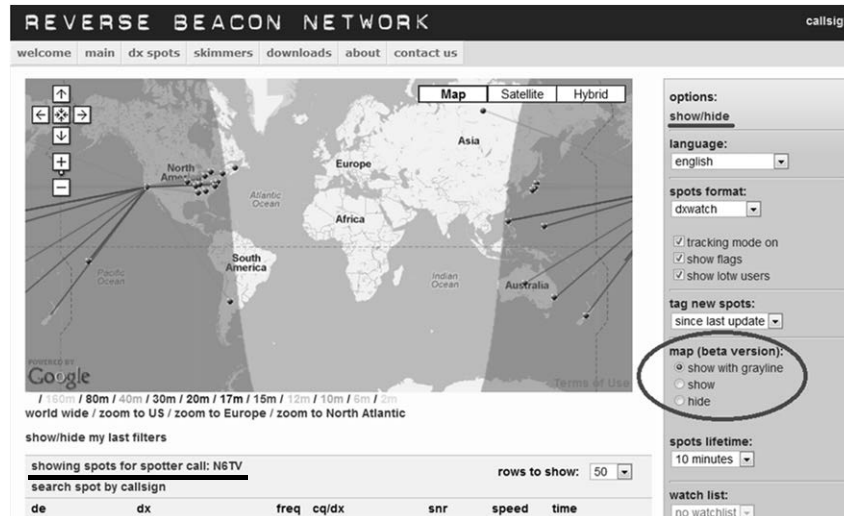 REVERSE BEACON NETWORK
callsig
welcome main dx spots skimmers downloads about contact us
Map Satellite Hybrid
North America
Atlantic Ocean
Europe
Asia
Africa
Pacific Ocean
South America
Indian Ocean
Australia
POWERED BY
Google
Terms of Use
/ 160m / 80m / 40m / 30m / 20m / 17m / 15m / 12m / 10m / 6m / 2m
world wide / zoom to US / zoom to Europe / zoom to North Atlantic
show/hide my last filters
showing spots for spotter call: N6TV
rows to show: 50
search spot by callsign
de dx freq cq/dx snr speed time
options:
show/hide
language:
english
spots format:
dxwatch
tracking mode on
show flags
show lotw users
tag new spots:
since last update
map (beta version):
show with grayline
show
hide
spots lifetime:
10 minutes
watch list:
no watchlist